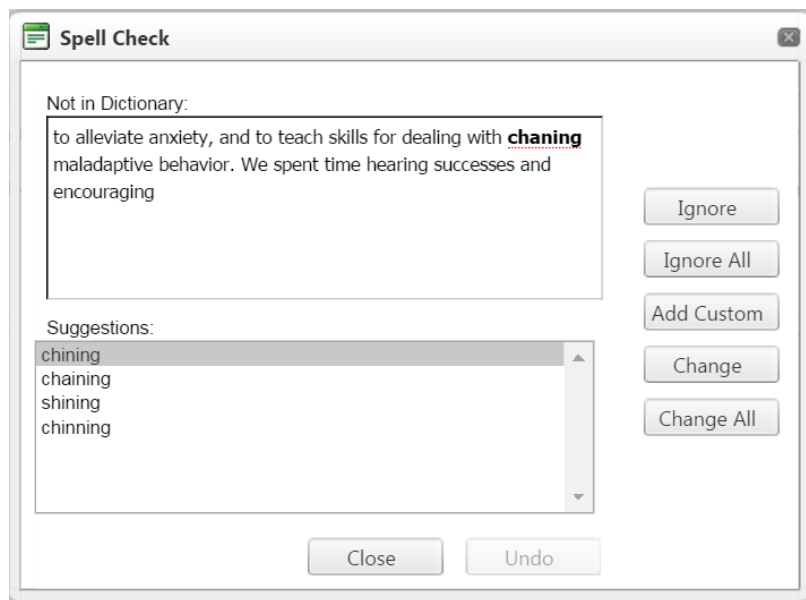 Spell Check
Not in Dictionary:
to alleviate anxiety, and to teach skills for dealing with chaning
maladaptive behavior. We spent time hearing successes and
encouraging
Ignore
Ignore All
Add Custom
Change
Change All
Suggestions:
chining
chaining
shining
chinning
Close
Undo